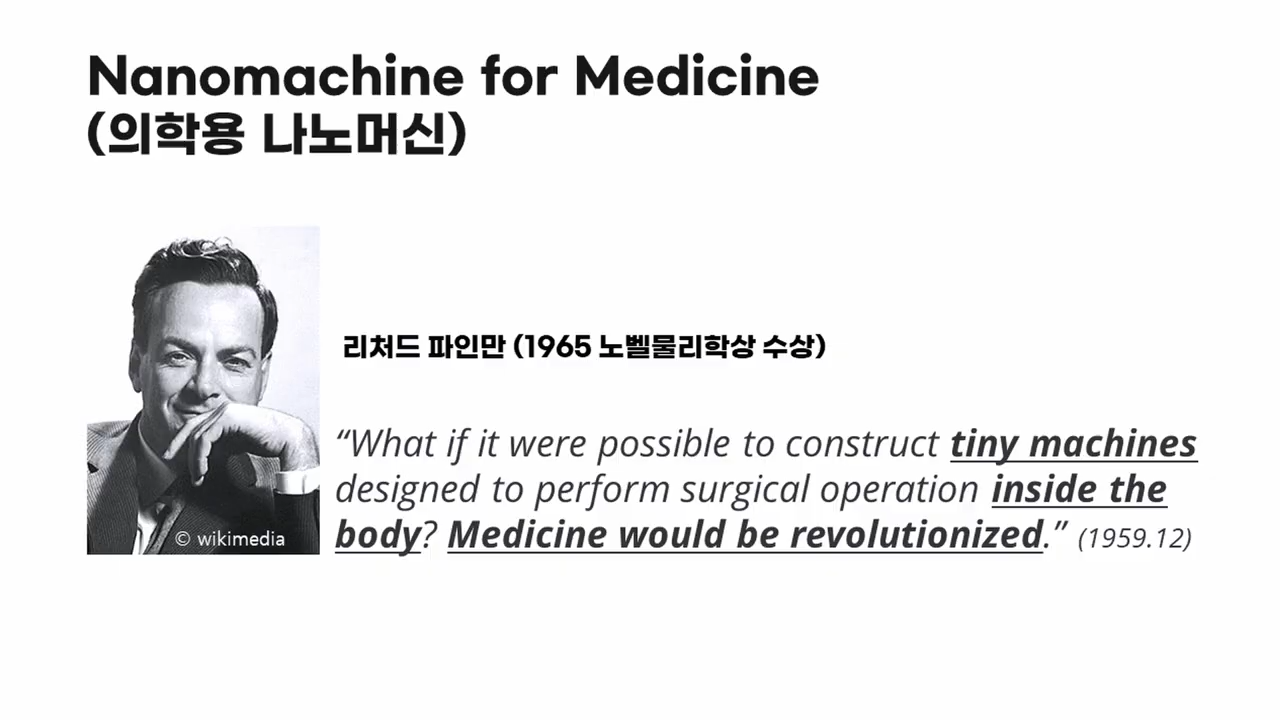 Nanomachine for Medicine
(의학용 나노머신)
리처드 파인만 (1965 노벨물리학상 수상)
“What if it were possible to construct tiny machines
designed to perform surgical operation inside the
body? Medicine would be revolutionized.” (1959.12)
© wikimedia